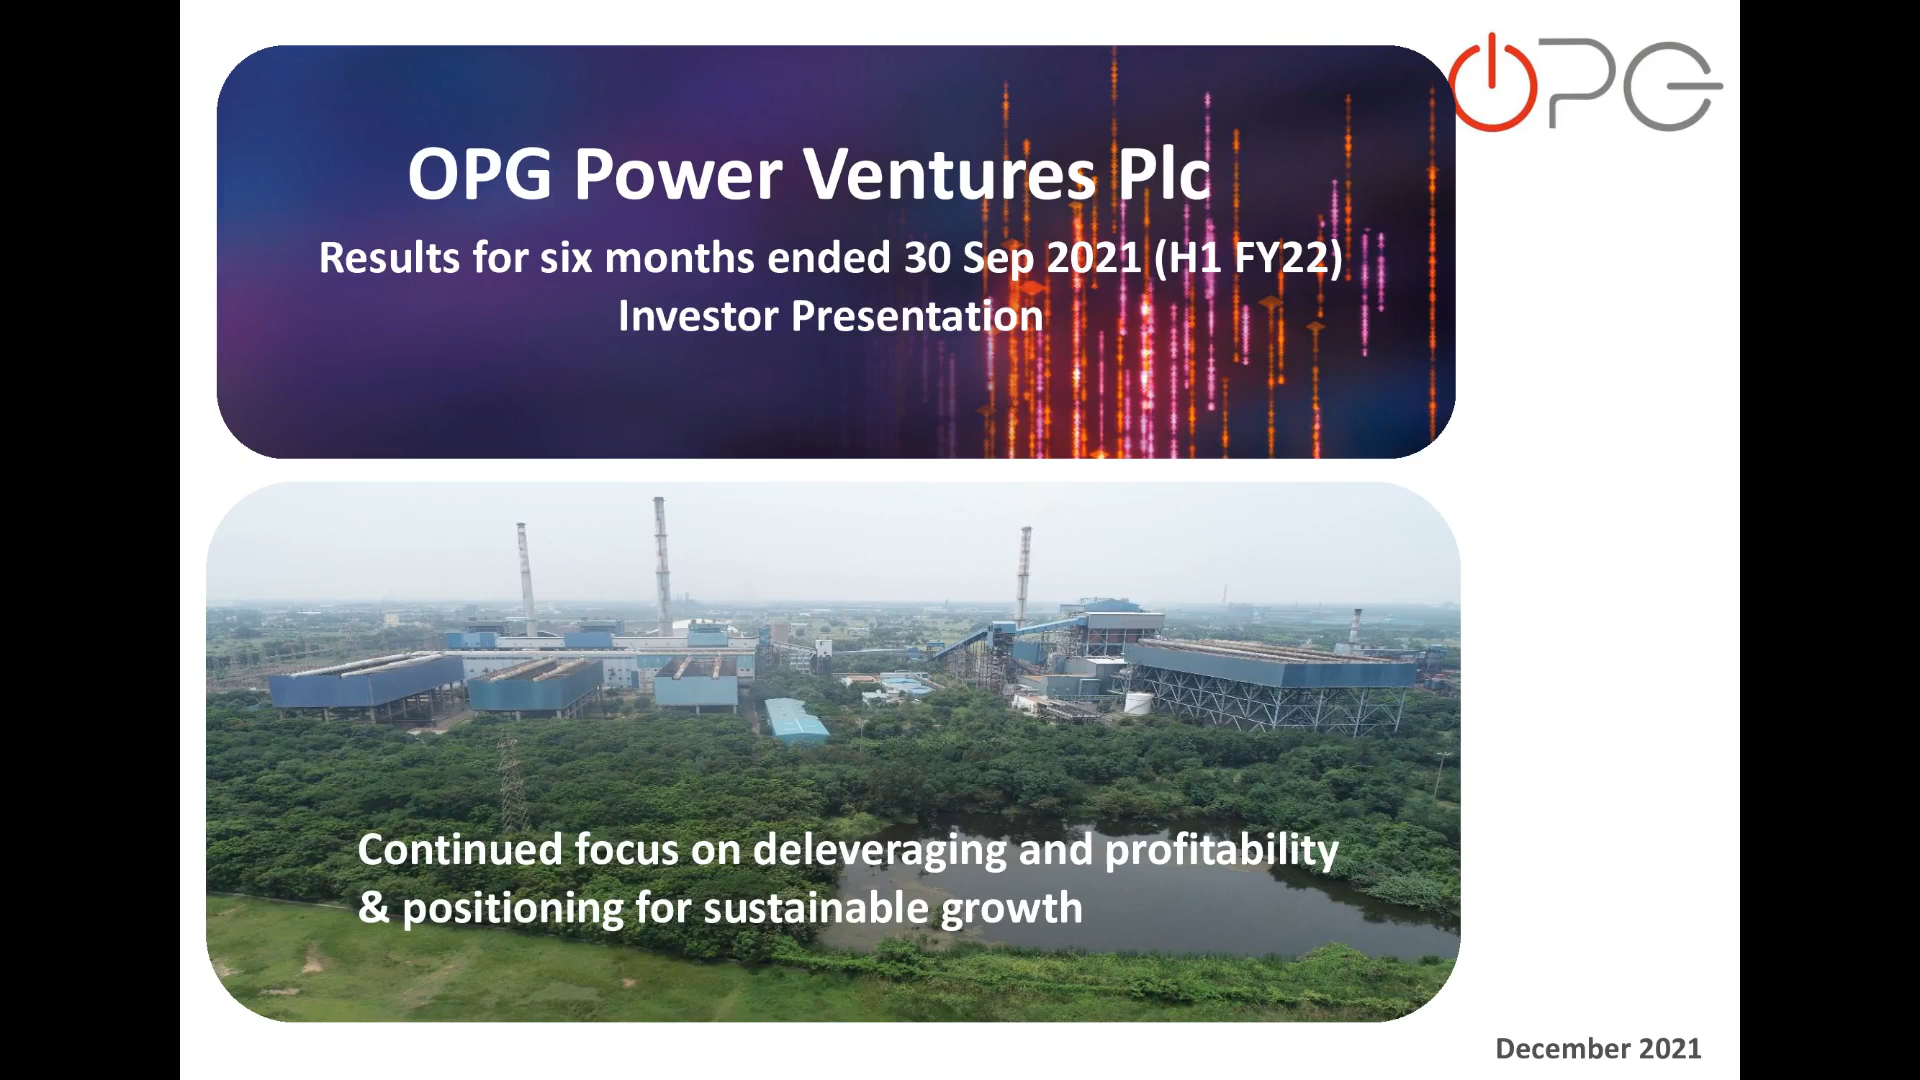 OPG
OPG Power Ventures Plc
Results for six months ended 30 Sep 2021 (H1 FY22)
Investor Presentation
Continued focus on deleveraging and profitability
& positioning for sustainable growth
December 2021